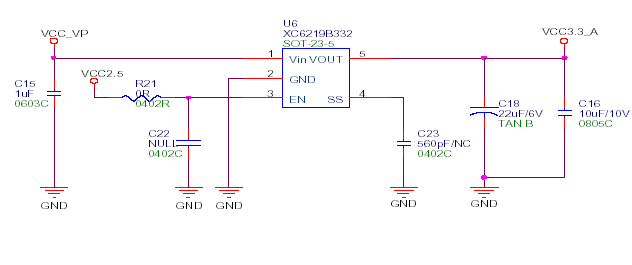 VCC_VP
U6
XC6219B332
SOT-23-5
VCC3.3_A
1
Vin VOUT
5
2
GND
3
EN
SS
4
C15
1uF
0603C
VCC2.5
R21
0R
0402R
C22
NULL
0402C
C23
560pF/NC
0402C
C18
22uF/6V
TAN B
C16
10uF/10V
0805C
GND
GND
GND
GND
GND